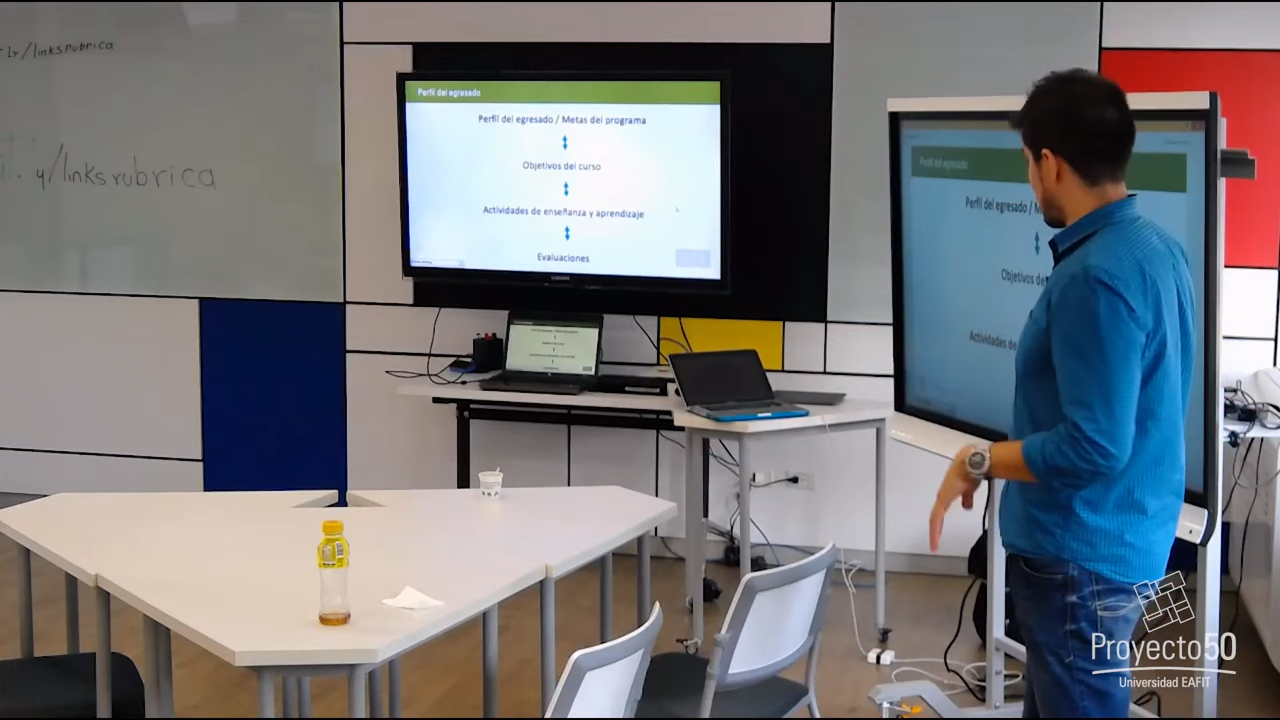 ly/linksrubrica
y/linksrubrica
Perfil del egresado
Perfil del egresado / Metas del programa
Objetivos del curso
Actividades de enseñanza y aprendizaje
Evaluaciones
Perfil del egresado
Perfil del egresado / M
Objetivos del
Actividades de
Proyecto50
Universidad EAFIT